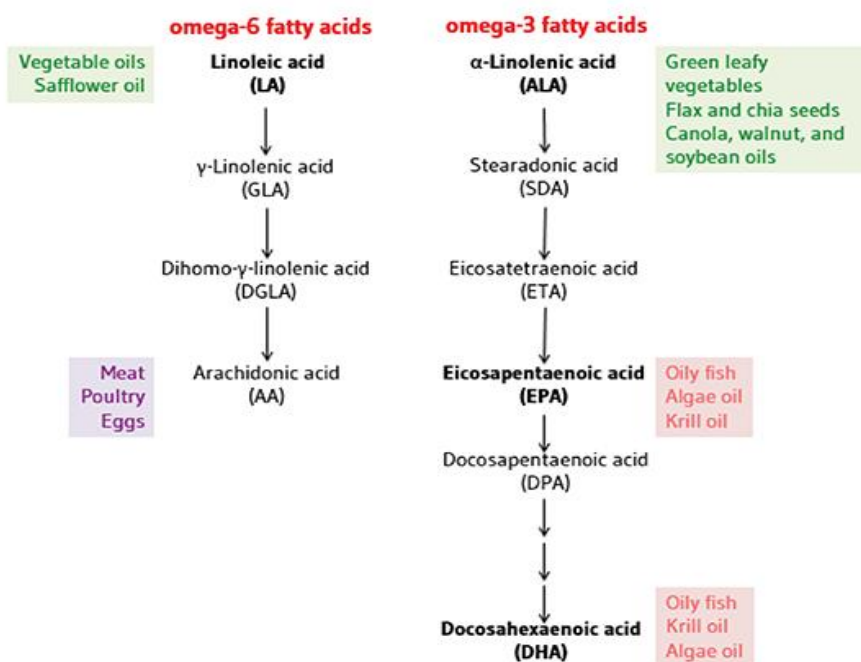 omega-6 fatty acids
omega-3 fatty acids
Vegetable oils
Safflower oil
Linoleic acid
(LA)
α-Linolenic acid
(ALA)
Green leafy
vegetables
Flax and chia seeds
Canola, walnut, and
soybean oils
γ-Linolenic acid
(GLA)
Stearadonic acid
(SDA)
Dihomo-γ-linolenic acid
(DGLA)
Eicosatetraenoic acid
(ETA)
Meat
Poultry
Eggs
Arachidonic acid
(AA)
Eicosapentaenoic acid
(EPA)
Oily fish
Algae oil
Krill oil
Docosapentaenoic acid
(DPA)
Docosahexaenoic acid
(DHA)
Oily fish
Krill oil
Algae oil